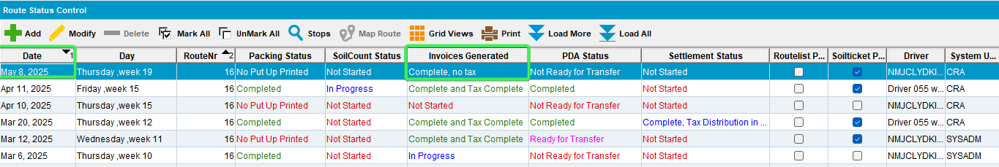 Route Status Control
Add Modify Delete Mark All UnMark All Stops Map Route Grid Views Print Load More Load All
Date 1 Day RouteNr 2 Packing Status SoilCount Status Invoices Generated PDA Status Settlement Status Routelist P... Soilticket P... Driver System U...
May 8, 2025 Thursday ,week 19 16 No Put Up Printed Not Started Complete, no tax Not Ready for Transfer Not Started NMJCLYDKI... CRA
Apr 11, 2025 Friday ,week 15 16 Completed In Progress Complete and Tax Complete Completed Not Started Driver 055 w... CRA
Apr 10, 2025 Thursday ,week 15 16 No Put Up Printed Not Started Not Started Not Ready for Transfer Not Started NMJCLYDKI... CRA
Mar 20, 2025 Thursday ,week 12 16 Completed Not Started Complete and Tax Complete Completed Complete, Tax Distribution in ... Driver 055 w... CRA
Mar 12, 2025 Wednesday ,week 11 16 No Put Up Printed Not Started Complete and Tax Complete Ready for Transfer Not Started NMJCLYDKI... SYSADM
Mar 6, 2025 Thursday ,week 10 16 Completed Not Started In Progress Not Ready for Transfer Not Started NMJCLYDKI... SYSADM